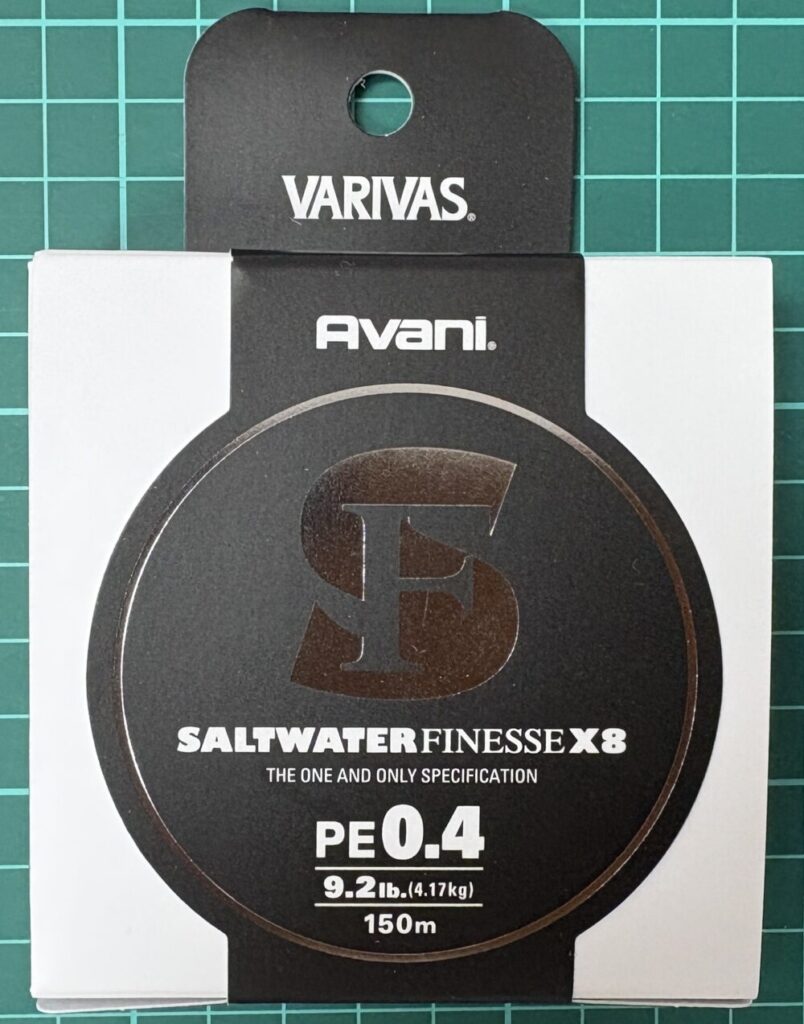 VARIVAS®
Avani®
SF
SALTWATER FINESSE X8
THE ONE AND ONLY SPECIFICATION
PE 0.4
9.2lb.(4.17kg)
150m